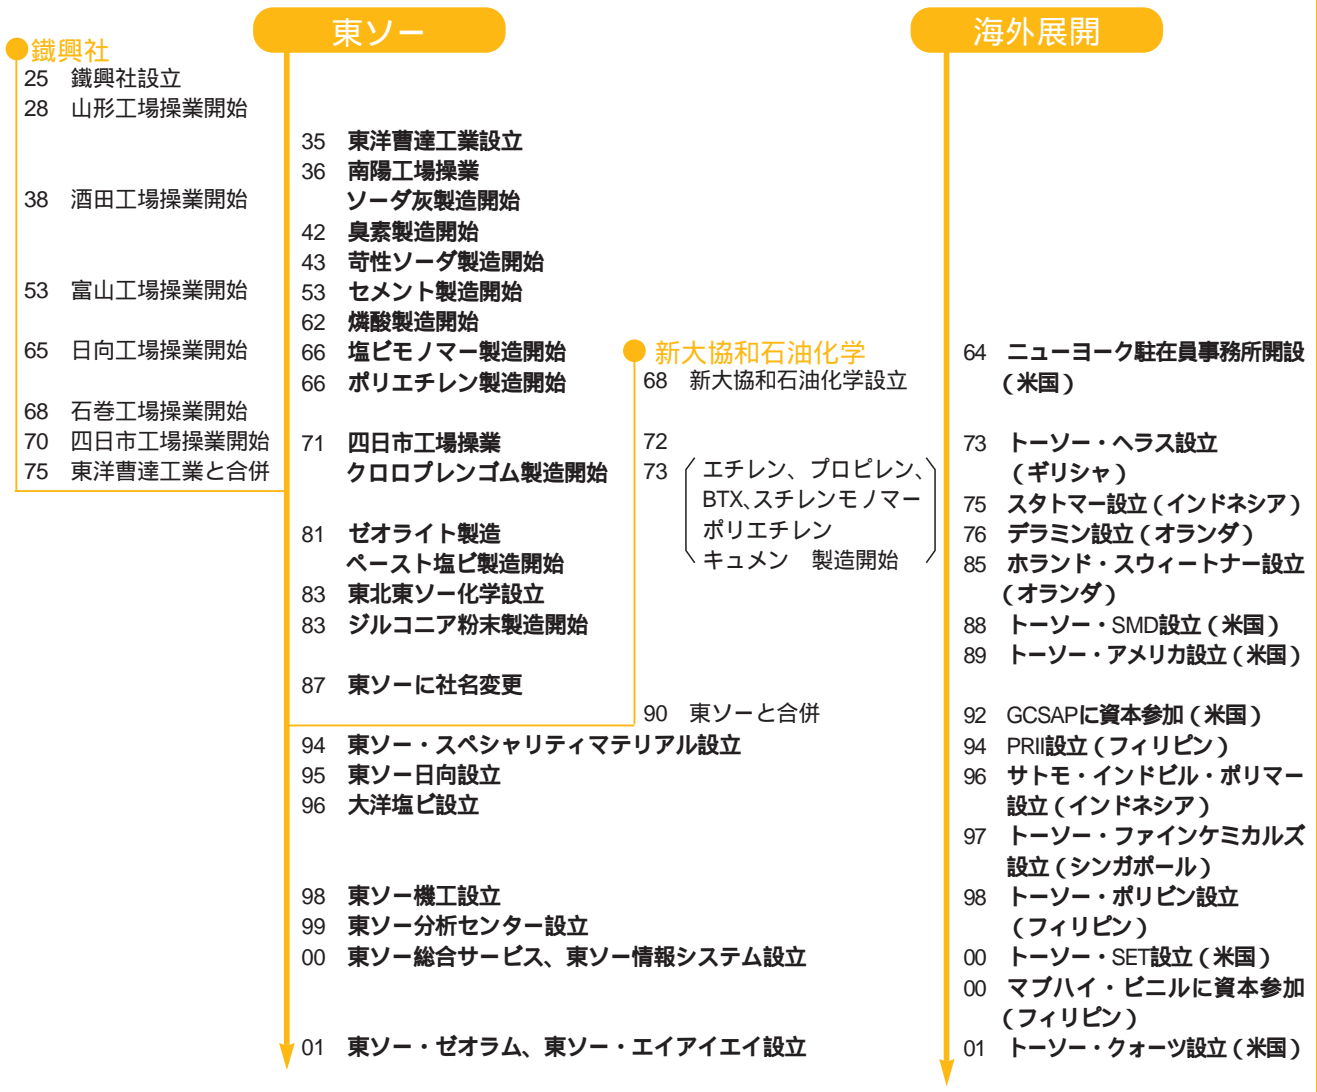 鐵興社
25 鐵興社設立
28 山形工場操業開始
38 酒田工場操業開始
53 富山工場操業開始
65 日向工場操業開始
68 石巻工場操業開始
70 四日市工場操業開始
75 東洋曹達工業と合併
東ソー
35 東洋曹達工業設立
36 南陽工場操業
ソーダ灰製造開始
42 臭素製造開始
43 苛性ソーダ製造開始
53 セメント製造開始
62 燐酸製造開始
66 塩ビモノマー製造開始
66 ポリエチレン製造開始
71 四日市工場操業
クロロプレンゴム製造開始
81 ゼオライト製造
ペースト塩ビ製造開始
83 東北東ソー化学設立
83 ジルコニア粉末製造開始
87 東ソーに社名変更
94 東ソー・スペシャリティマテリアル設立
95 東ソー日向設立
96 大洋塩ビ設立
98 東ソー機工設立
99 東ソー分析センター設立
00 東ソー総合サービス、東ソー情報システム設立
01 東ソー・ゼオラム、東ソー・エイアイエイ設立
新大協和石油化学
68 新大協和石油化学設立
72
73 エチレン、プロピレン、
BTX、スチレンモノマー
ポリエチレン
キュメン 製造開始
90 東ソーと合併
海外展開
64 ニューヨーク駐在員事務所開設
(米国)
73 トーソー・ヘラス設立
(ギリシャ)
75 スタトマー設立(インドネシア)
76 デラミン設立(オランダ)
85 ホランド・スウィートナー設立
(オランダ)
88 トーソー・SMD設立(米国)
89 トーソー・アメリカ設立(米国)
92 GCSAPに資本参加(米国)
94 PRII設立(フィリピン)
96 サトモ・インドビル・ポリマー
設立(インドネシア)
97 トーソー・ファインケミカルズ
設立(シンガポール)
98 トーソー・ポリビン設立
(フィリピン)
00 トーソー・SET設立(米国)
00 マブハイ・ビニルに資本参加
(フィリピン)
01 トーソー・クォーツ設立(米国)